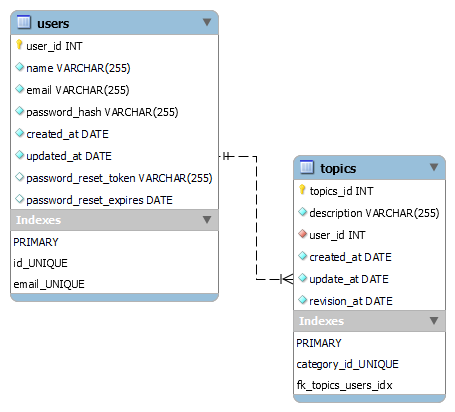 users
user_id INT
name VARCHAR(255)
email VARCHAR(255)
password_hash VARCHAR(255)
created_at DATE
updated_at DATE
password_reset_token VARCHAR(255)
password_reset_expires DATE
Indexes
PRIMARY
id_UNIQUE
email_UNIQUE
topics
topics_id INT
description VARCHAR(255)
user_id INT
created_at DATE
update_at DATE
revision_at DATE
Indexes
PRIMARY
category_id_UNIQUE
fk_topics_users_idx